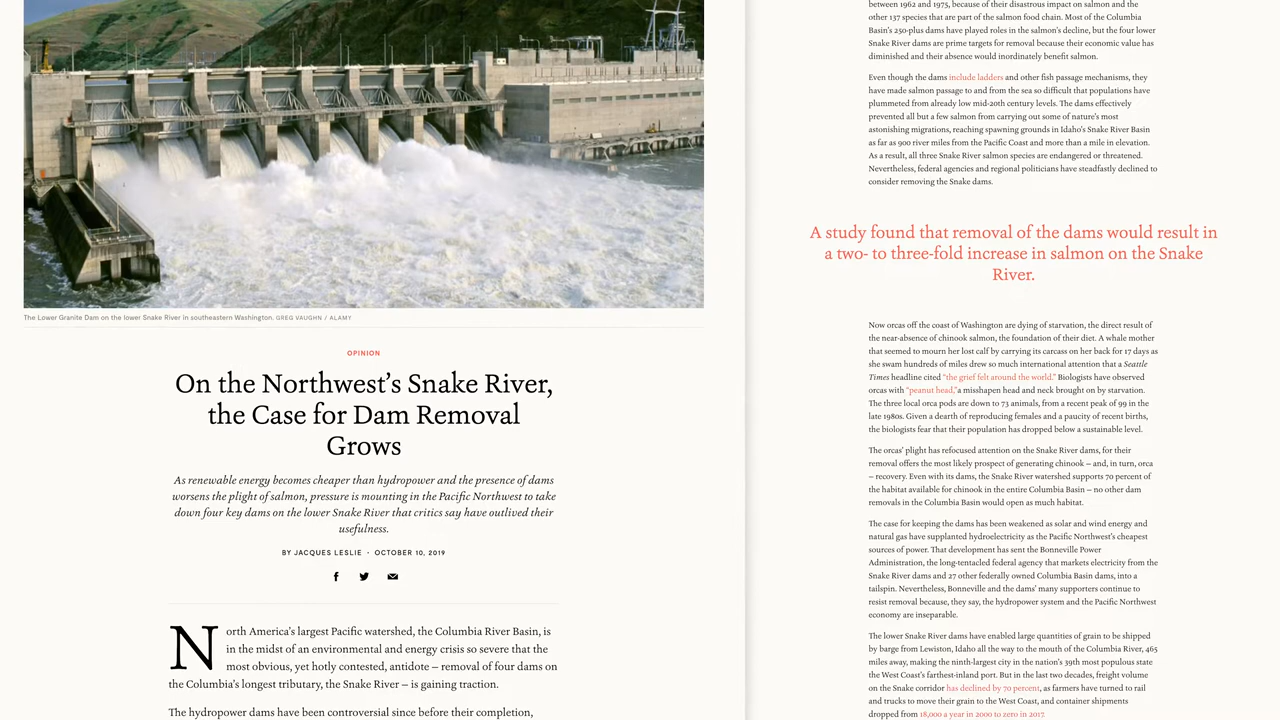 The Lower Granite Dam on the lower Snake River in southeastern Washington. GREG VAUGHN / ALAMY
OPINION
On the Northwest’s Snake River,
the Case for Dam Removal
Grows
As renewable energy becomes cheaper than hydropower and the presence of dams
worsens the plight of salmon, pressure is mounting in the Pacific Northwest to take
down four key dams on the lower Snake River that critics say have outlived their
usefulness.
BY JACQUES LESLIE • OCTOBER 10, 2019
North America’s largest Pacific watershed, the Columbia River Basin, is
in the midst of an environmental and energy crisis so severe that the
most obvious, yet hotly contested, antidote — removal of four dams on
the Columbia’s longest tributary, the Snake River — is gaining traction.
The hydropower dams have been controversial since before their completion,
between 1962 and 1975, because of their disastrous impact on salmon and the
other 137 species that are part of the salmon food chain. Most of the Columbia
Basin’s 250-plus dams have played roles in the salmon’s decline, but the four lower
Snake River dams are prime targets for removal because their economic value has
diminished and their absence would inordinately benefit salmon.
Even though the dams include ladders and other fish passage mechanisms, they
have made salmon passage to and from the sea so difficult that populations have
plummeted from already low mid-20th century levels. The dams effectively
prevented all but a few salmon from carrying out some of nature’s most
astonishing migrations, reaching spawning grounds in Idaho’s Snake River Basin
as far as 900 river miles from the Pacific Coast and more than a mile in elevation.
As a result, all three Snake River salmon species are endangered or threatened.
Nevertheless, federal agencies and regional politicians have steadfastly declined to
consider removing the Snake dams.
A study found that removal of the dams would result in
a two- to three-fold increase in salmon on the Snake
River.
Now orcas off the coast of Washington are dying of starvation, the direct result of
the near-absence of chinook salmon, the foundation of their diet. A whale mother
that seemed to mourn her lost calf by carrying its carcass on her back for 17 days as
she swam hundreds of miles drew so much international attention that a Seattle
Times headline cited “the grief felt around the world.” Biologists have observed
orcas with “peanut head,”a misshapen head and neck brought on by starvation.
The three local orca pods are down to 73 animals, from a recent peak of 99 in the
late 1980s. Given a dearth of reproducing females and a paucity of recent births,
the biologists fear that their population has dropped below a sustainable level.
The orcas’ plight has refocused attention on the Snake River dams, for their
removal offers the most likely prospect of generating chinook — and, in turn, orca
— recovery. Even with its dams, the Snake River watershed supports 70 percent of
the habitat available for chinook in the entire Columbia Basin — no other dam
removals in the Columbia Basin would open as much habitat.
The case for keeping the dams has been weakened as solar and wind energy and
natural gas have supplanted hydroelectricity as the Pacific Northwest’s cheapest
sources of power. That development has sent the Bonneville Power
Administration, the long-tentacled federal agency that markets electricity from the
Snake River dams and 27 other federally owned Columbia Basin dams, into a
tailspin. Nevertheless, Bonneville and the dams’ many supporters continue to
resist removal because, they say, the hydropower system and the Pacific Northwest
economy are inseparable.
The lower Snake River dams have enabled large quantities of grain to be shipped
by barge from Lewiston, Idaho all the way to the mouth of the Columbia River, 465
miles away, making the ninth-largest city in the nation’s 39th most populous state
the West Coast’s farthest-inland port. But in the last two decades, freight volume
on the Snake corridor has declined by 70 percent, as farmers have turned to rail
and trucks to move their grain to the West Coast, and container shipments
dropped from 18,000 a year in 2000 to zero in 2017.